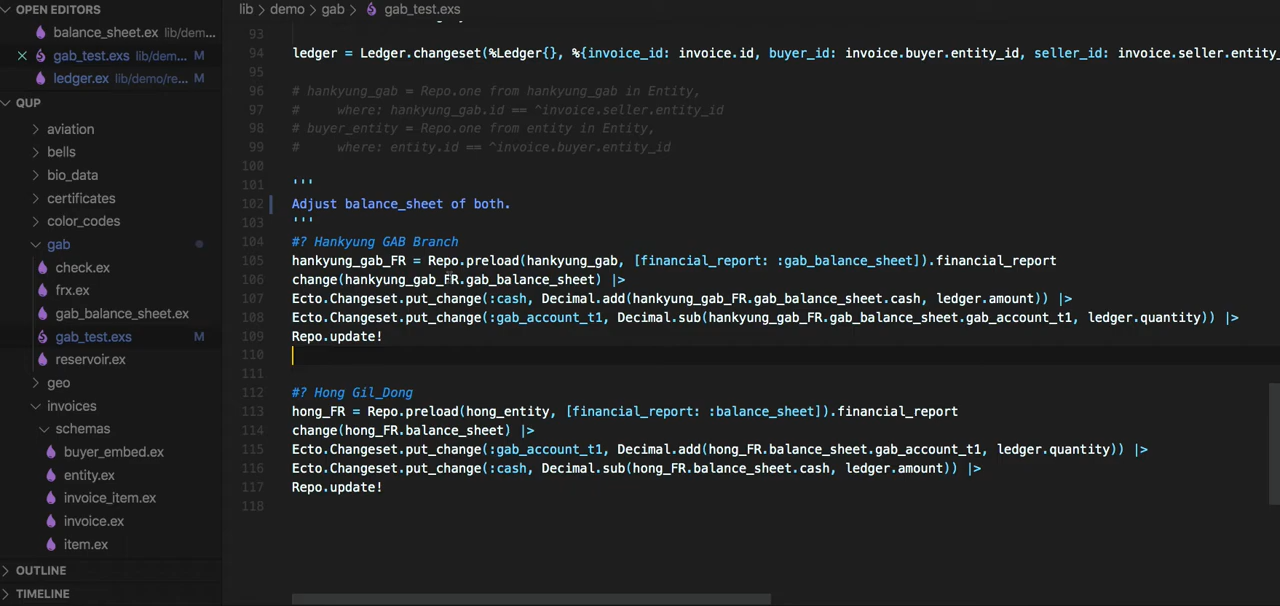 OPEN EDITORS
balance_sheet.ex lib/dem...
gab_test.exs lib/dem... M
ledger.ex lib/demo/re... M
QUP
aviation
bells
bio_data
certificates
color_codes
gab
check.ex
frx.ex
gab_balance_sheet.ex
gab_test.exs M
reservoir.ex
geo
invoices
schemas
buyer_embed.ex
entity.ex
invoice_item.ex
invoice.ex
item.ex
OUTLINE
TIMELINE
lib > demo > gab > gab_test.exs
93
94 ledger = Ledger.changeset(%Ledger{}, %{invoice_id: invoice.id, buyer_id: invoice.buyer.entity_id, seller_id: invoice.seller.entity_
95
96 # hankyung_gab = Repo.one from hankyung_gab in Entity,
97 #     where: hankyung_gab.id == ^invoice.seller.entity_id
98 # buyer_entity = Repo.one from entity in Entity,
99 #     where: entity.id == ^invoice.buyer.entity_id
100
101 '''
102 Adjust balance_sheet of both.
103 '''
104 #? Hankyung GAB Branch
105 hankyung_gab_FR = Repo.preload(hankyung_gab, [financial_report: :gab_balance_sheet]).financial_report
106 change(hankyung_gab_FR.gab_balance_sheet) |>
107 Ecto.Changeset.put_change(:cash, Decimal.add(hankyung_gab_FR.gab_balance_sheet.cash, ledger.amount)) |>
108 Ecto.Changeset.put_change(:gab_account_t1, Decimal.sub(hankyung_gab_FR.gab_balance_sheet.gab_account_t1, ledger.quantity)) |>
109 Repo.update!
110
111
112 #? Hong Gil_Dong
113 hong_FR = Repo.preload(hong_entity, [financial_report: :balance_sheet]).financial_report
114 change(hong_FR.balance_sheet) |>
115 Ecto.Changeset.put_change(:gab_account_t1, Decimal.add(hong_FR.balance_sheet.gab_account_t1, ledger.quantity)) |>
116 Ecto.Changeset.put_change(:cash, Decimal.sub(hong_FR.balance_sheet.cash, ledger.amount)) |>
117 Repo.update!
118